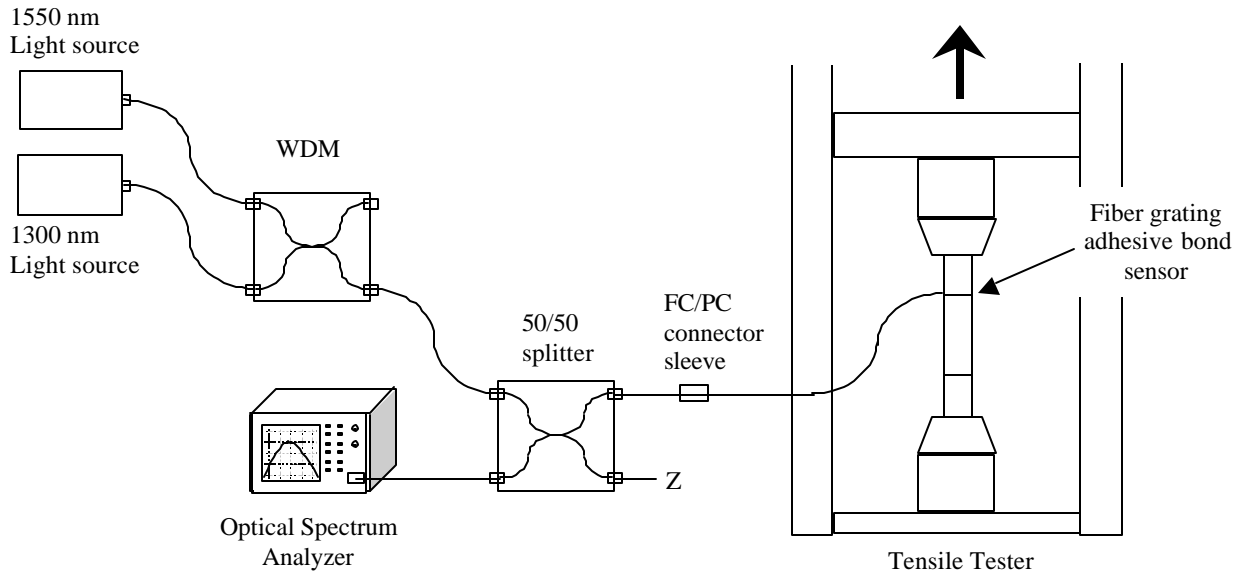 1550 nm
Light source
WDM
1300 nm
Light source
50/50
splitter
FC/PC
connector
sleeve
Fiber grating
adhesive bond
sensor
Z
Optical Spectrum
Analyzer
Tensile Tester